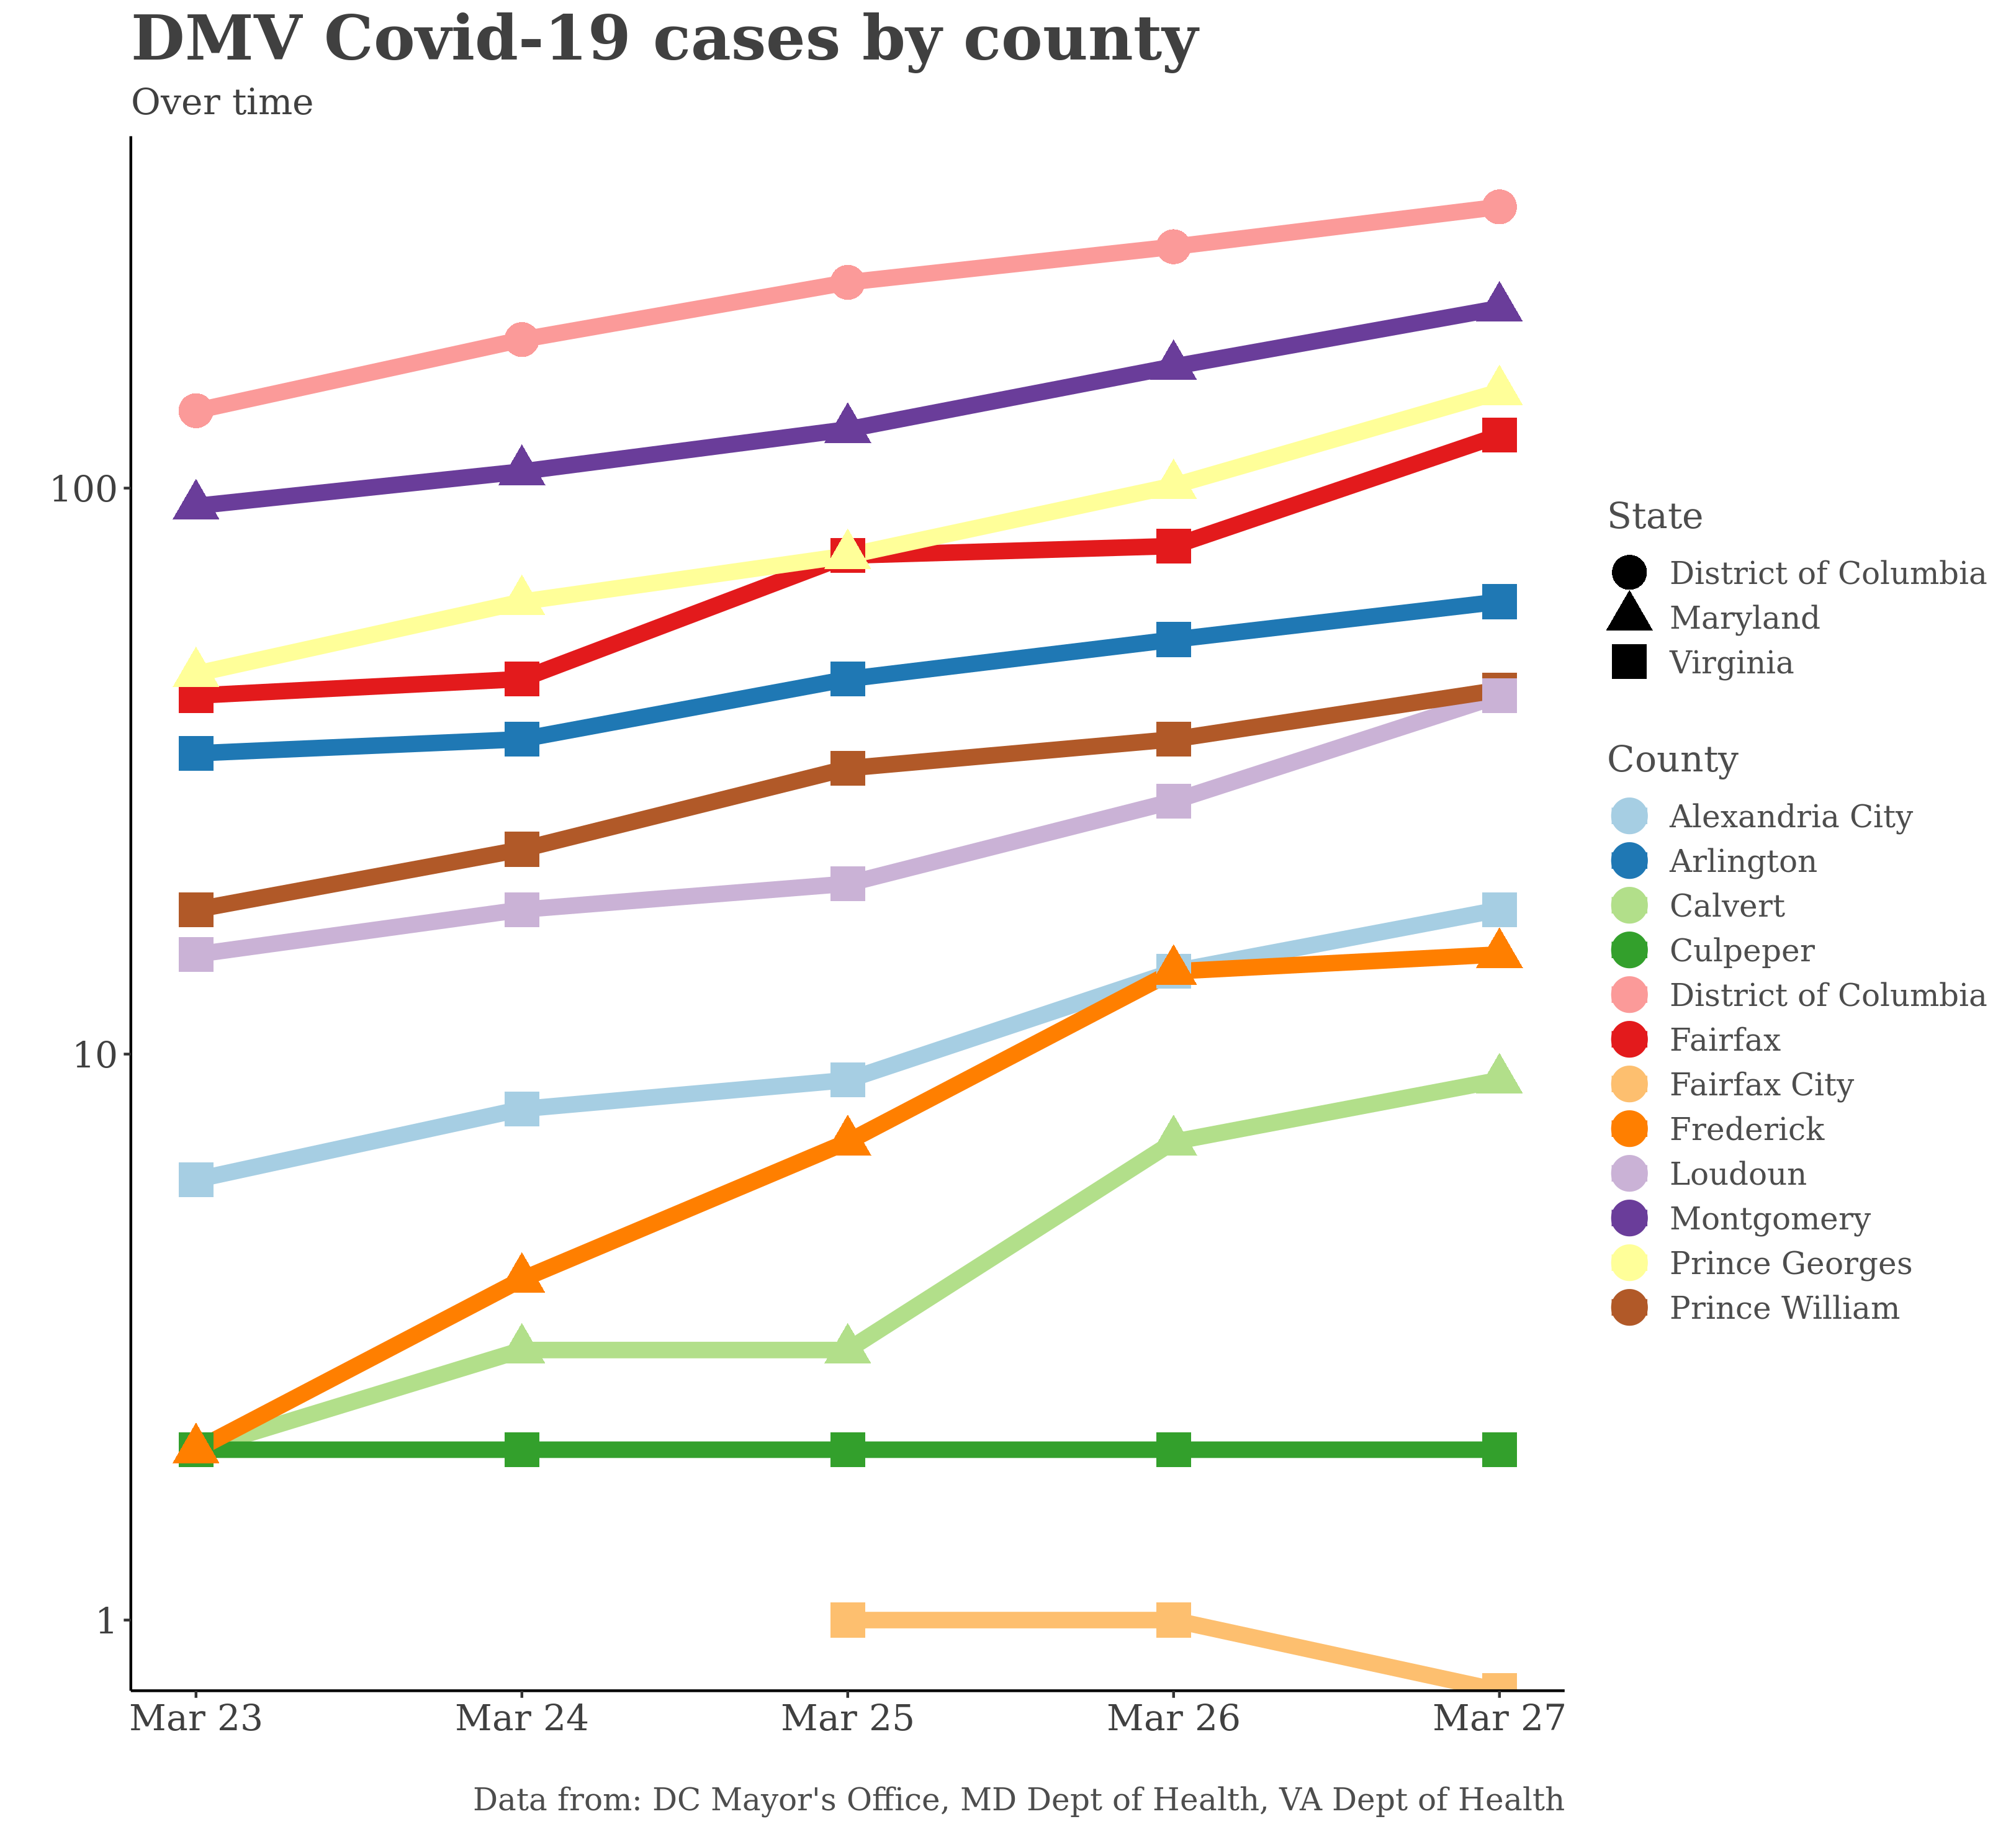 DMV Covid-19 cases by county
Over time
100
10
1
Mar 23 Mar 24 Mar 25 Mar 26 Mar 27
State
District of Columbia
Maryland
Virginia
County
Alexandria City
Arlington
Calvert
Culpeper
District of Columbia
Fairfax
Fairfax City
Frederick
Loudoun
Montgomery
Prince Georges
Prince William
Data from: DC Mayor's Office, MD Dept of Health, VA Dept of Health